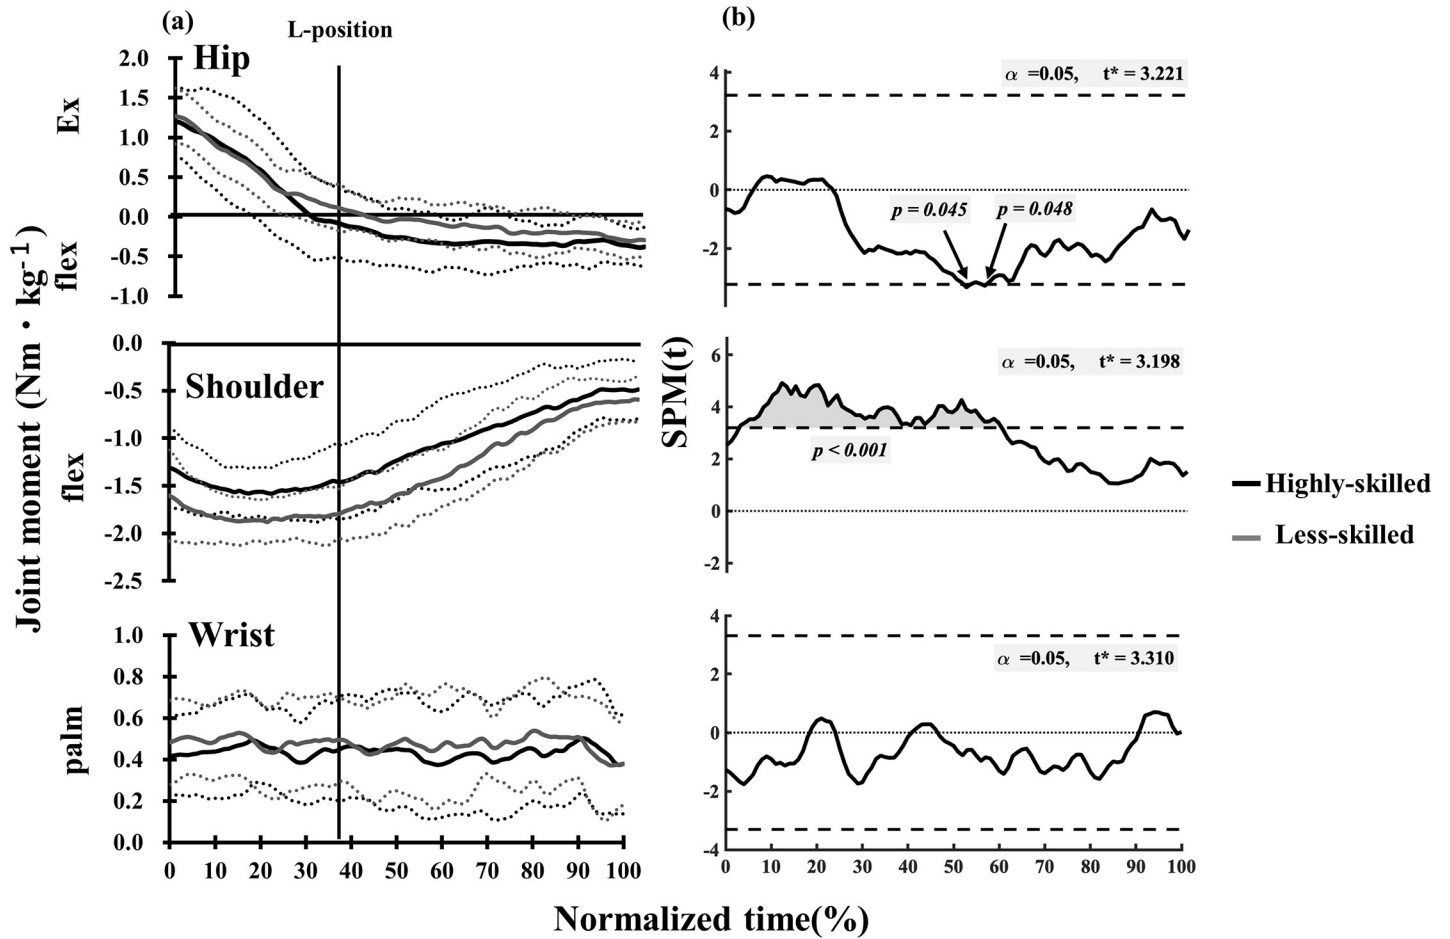 (a)
L-position
Hip
2.0
1.5
1.0
0.5
0.0
-0.5
-1.0
Ex
flex
Joint moment (Nm・kg-1)
Shoulder
0.0
-0.5
-1.0
-1.5
-2.0
-2.5
flex
Wrist
1.0
0.8
0.6
0.4
0.2
0.0
palm
0 10 20 30 40 50 60 70 80 90 100
(b)
α =0.05, t* = 3.221
4
2
0
-2
p = 0.045 p = 0.048
SPM(t)
α =0.05, t* = 3.198
6
4
2
0
-2
p < 0.001
α =0.05, t* = 3.310
4
2
0
-2
-4
0 10 20 30 40 50 60 70 80 90 100
Highly-skilled
Less-skilled
Normalized time(%)